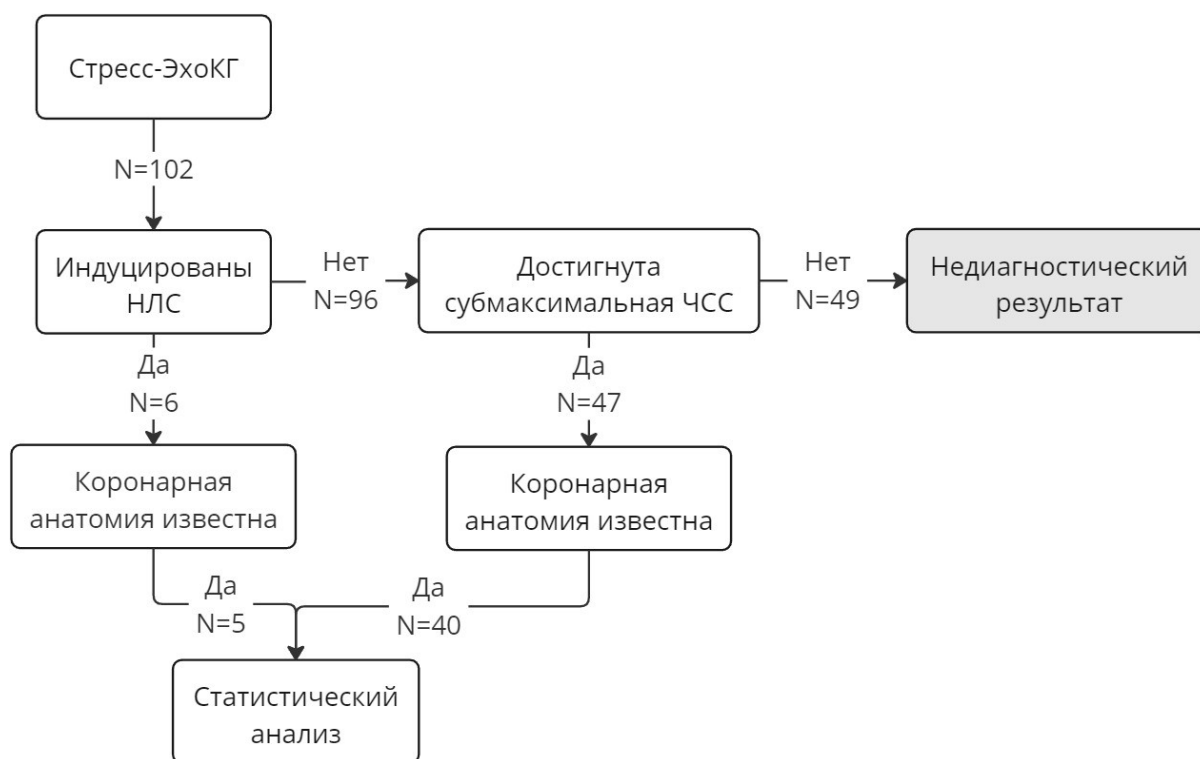 Стресс-ЭхоКГ
N=102
Индуцированы
НЛС
Нет
N=96
Достигнута
субмаксимальная ЧСС
Нет
N=49
Недиагностический
результат
Да
N=6
Да
N=47
Коронарная
анатомия известна
Коронарная
анатомия известна
Да
N=5
Да
N=40
Статистический
анализ